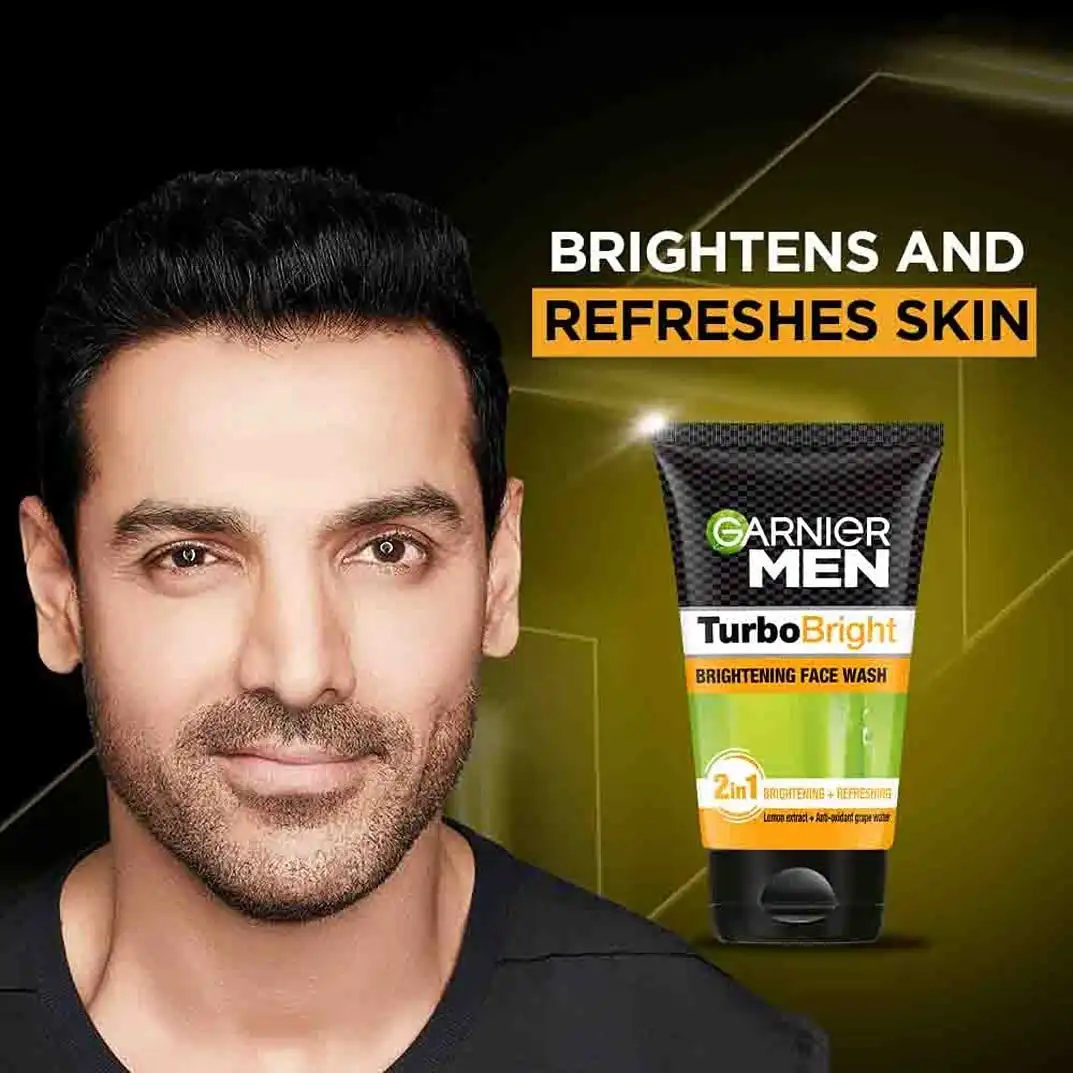 BRIGHTENS AND
REFRESHES SKIN
GARNIER
MEN
TurboBright
BRIGHTENING FACE WASH
2in1
BRIGHTENING + REFRESHING
Lemon extract + Anti-oxidant grape water